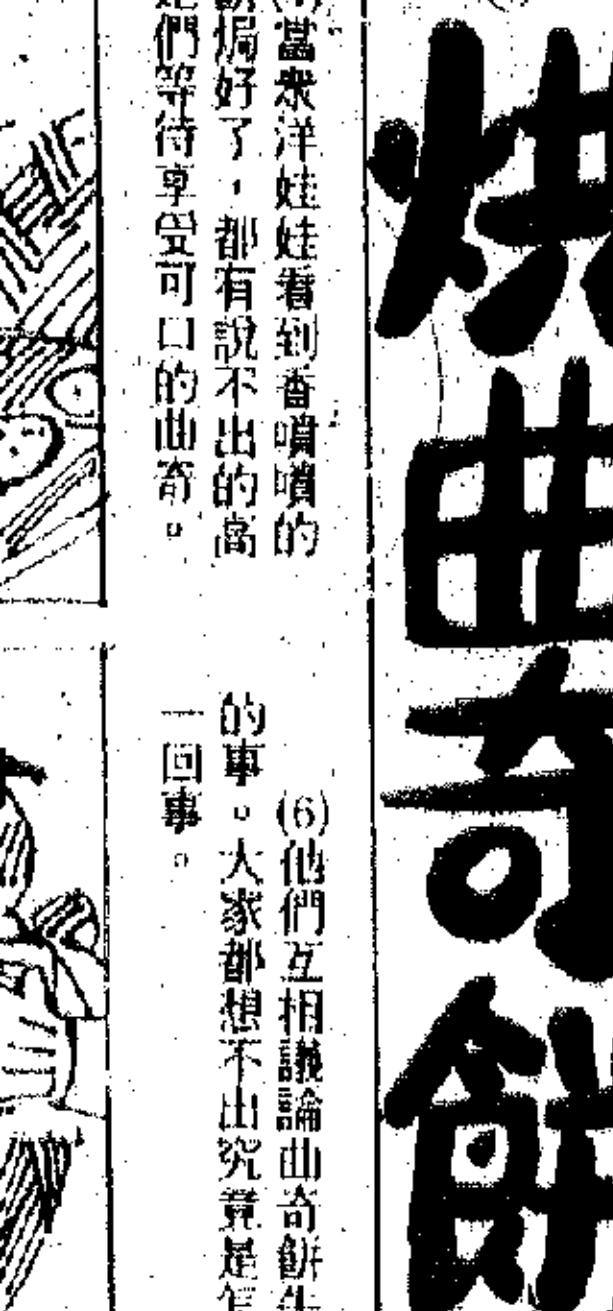 烘曲奇餅
當衆洋娃娃看到香噴噴的
焗好了，都有說不出的高
們等待享受可口的曲奇。
(6)他們互相議論曲奇餅
的事。大家都想不出究竟是怎
一回事。